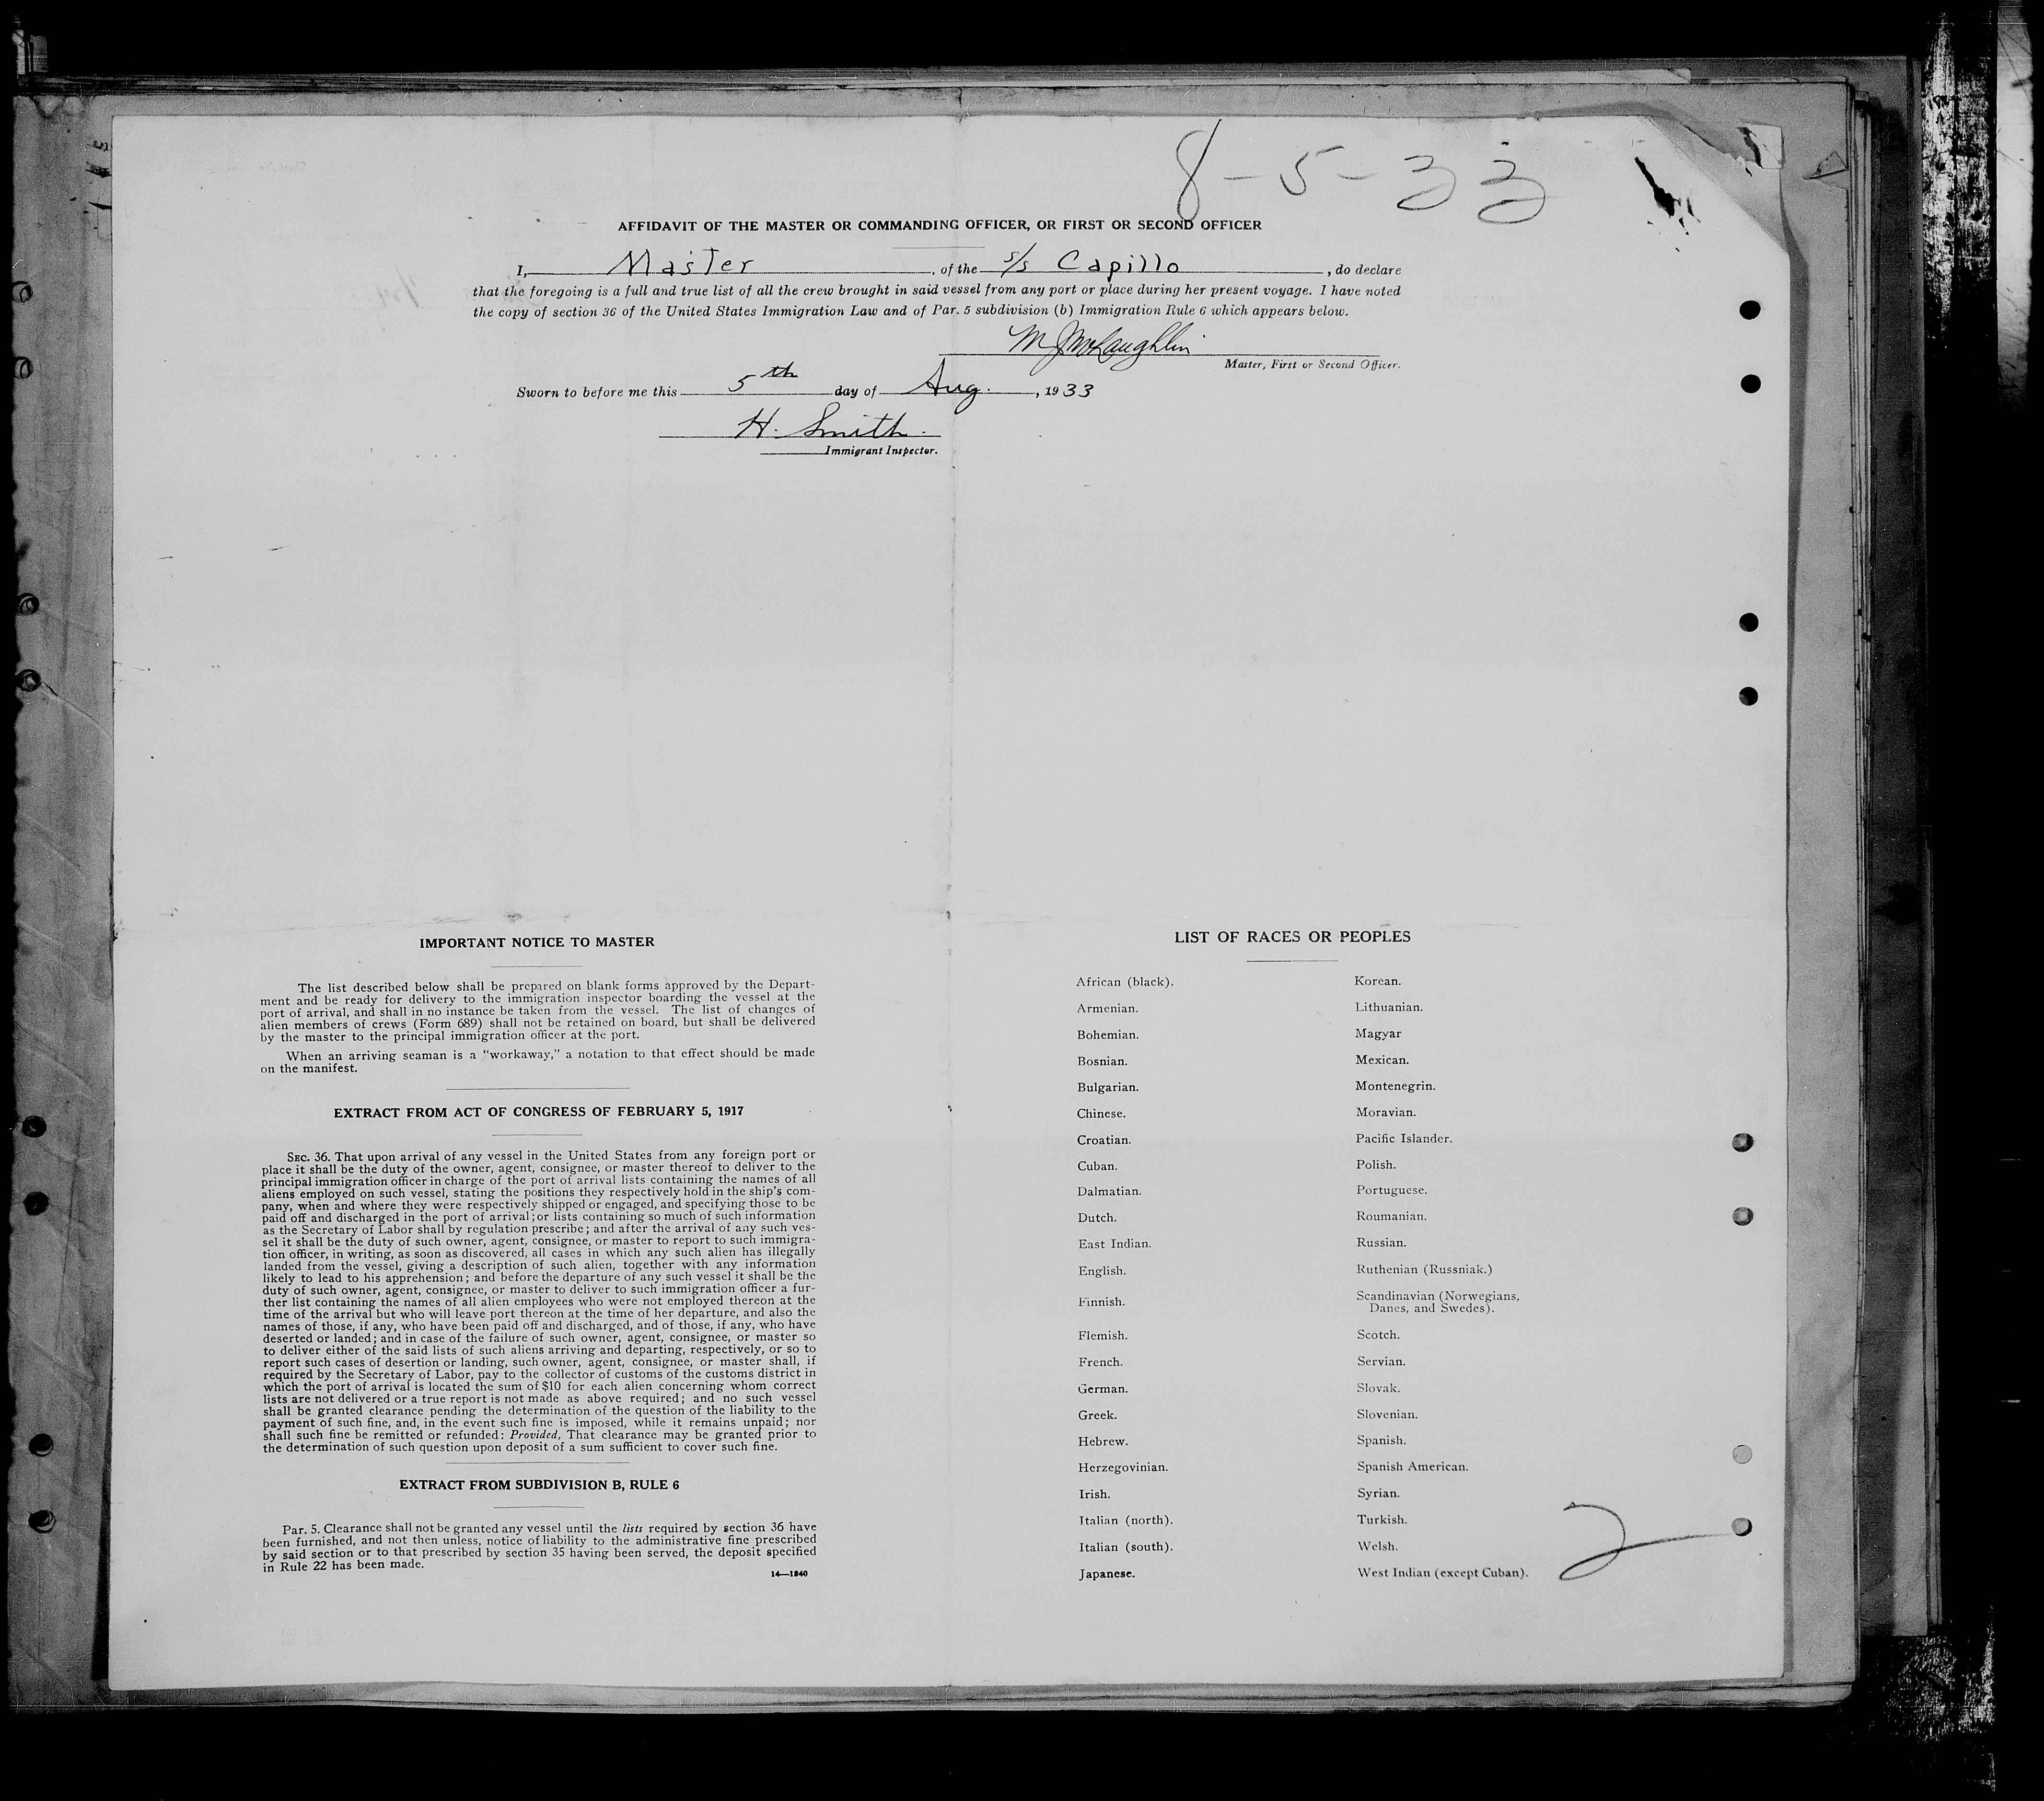 8-5-33
AFFIDAVIT OF THE MASTER OR COMMANDING OFFICER, OR FIRST OR SECOND OFFICER
I, Master, of the s/s Capillo, do declare
that the foregoing is a full and true list of all the crew brought in said vessel from any port or place during her present voyage. I have noted
the copy of section 36 of the United States Immigration Law and of Par. 5 subdivision (b) Immigration Rule 6 which appears below.
M J McLaughlin
Master, First or Second Officer.
Sworn to before me this 5th day of Aug., 1933
H. Smith.
Immigrant Inspector.
IMPORTANT NOTICE TO MASTER
The list described below shall be prepared on blank forms approved by the Depart-
ment and be ready for delivery to the immigration inspector boarding the vessel at the
port of arrival, and shall in no instance be taken from the vessel. The list of changes of
alien members of crews (Form 689) shall not be retained on board, but shall be delivered
by the master to the principal immigration officer at the port.
When an arriving seaman is a "workaway," a notation to that effect should be made
on the manifest.
EXTRACT FROM ACT OF CONGRESS OF FEBRUARY 5, 1917
SEC. 36. That upon arrival of any vessel in the United States from any foreign port or
place it shall be the duty of the owner, agent, consignee, or master thereof to deliver to the
principal immigration officer in charge of the port of arrival lists containing the names of all
aliens employed on such vessel, stating the positions they respectively hold in the ship's com-
pany, when and where they were respectively shipped or engaged, and specifying those to be
paid off and discharged in the port of arrival; or lists containing so much of such information
as the Secretary of Labor shall by regulation prescribe; and after the arrival of any such ves-
sel it shall be the duty of such owner, agent, consignee, or master to report to such immigra-
tion officer, in writing, as soon as discovered, all cases in which any such alien has illegally
landed from the vessel, giving a description of such alien, together with any information
likely to lead to his apprehension; and before the departure of any such vessel it shall be the
duty of such owner, agent, consignee, or master to deliver to such immigration officer a fur-
ther list containing the names of all alien employees who were not employed thereon at the
time of the arrival but who will leave port thereon at the time of her departure, and also the
names of those, if any, who have been paid off and discharged, and of those, if any, who have
deserted or landed; and in case of the failure of such owner, agent, consignee, or master so
to deliver either of the said lists of such aliens arriving and departing, respectively, or so to
report such cases of desertion or landing, such owner, agent, consignee, or master shall, if
required by the Secretary of Labor, pay to the collector of customs of the customs district in
which the port of arrival is located the sum of $10 for each alien concerning whom correct
lists are not delivered or a true report is not made as above required; and no such vessel
shall be granted clearance pending the determination of the question of the liability to the
payment of such fine, and, in the event such fine is imposed, while it remains unpaid; nor
shall such fine be remitted or refunded: Provided, That clearance may be granted prior to
the determination of such question upon deposit of a sum sufficient to cover such fine.
EXTRACT FROM SUBDIVISION B, RULE 6
Par. 5. Clearance shall not be granted any vessel until the lists required by section 36 have
been furnished, and not then unless, notice of liability to the administrative fine prescribed
by said section or to that prescribed by section 35 having been served, the deposit specified
in Rule 22 has been made.
14—1840
LIST OF RACES OR PEOPLES
African (black).
Armenian.
Bohemian.
Bosnian.
Bulgarian.
Chinese.
Croatian.
Cuban.
Dalmatian.
Dutch.
East Indian.
English.
Finnish.
Flemish.
French.
German.
Greek.
Hebrew.
Herzegovinian.
Irish.
Italian (north).
Italian (south).
Japanese.
Korean.
Lithuanian.
Magyar
Mexican.
Montenegrin.
Moravian.
Pacific Islander.
Polish.
Portuguese.
Roumanian.
Russian.
Ruthenian (Russniak.)
Scandinavian (Norwegians,
Danes, and Swedes).
Scotch.
Servian.
Slovak.
Slovenian.
Spanish.
Spanish American.
Syrian.
Turkish.
Welsh.
West Indian (except Cuban).
2